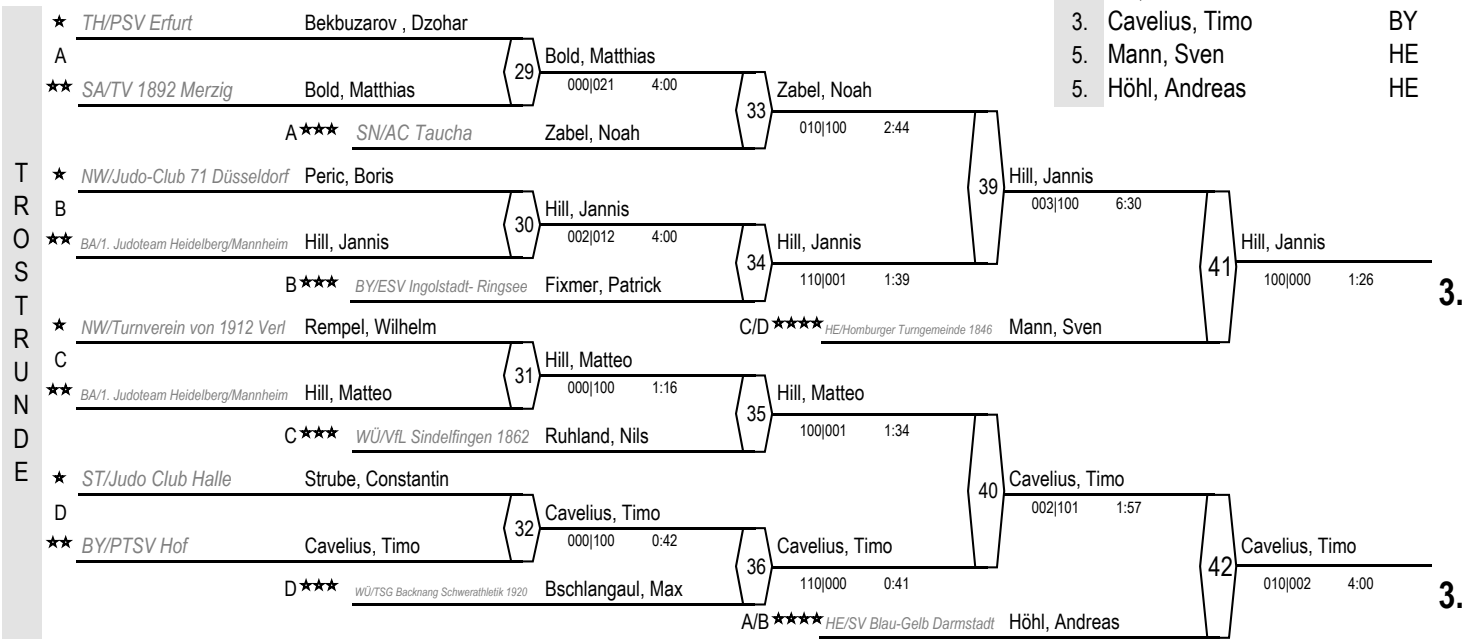 3. Cavelius, Timo BY
5. Mann, Sven HE
5. Höhl, Andreas HE
TROSTRUNDE
TH/PSV Erfurt Bekbuzarov , Dzohar
A
29 Bold, Matthias
000|021 4:00
SA/TV 1892 Merzig Bold, Matthias
33 Zabel, Noah
010|100 2:44
A SN/AC Taucha Zabel, Noah
NW/Judo-Club 71 Düsseldorf Peric, Boris
39 Hill, Jannis
003|100 6:30
B
30 Hill, Jannis
002|012 4:00
BA/1. Judoteam Heidelberg/Mannheim Hill, Jannis
34 Hill, Jannis
110|001 1:39
41 Hill, Jannis
100|000 1:26
3.
B BY/ESV Ingolstadt- Ringsee Fixmer, Patrick
NW/Turnverein von 1912 Verl Rempel, Wilhelm
C/D HE/Homburger Turngemeinde 1846 Mann, Sven
C
31 Hill, Matteo
000|100 1:16
BA/1. Judoteam Heidelberg/Mannheim Hill, Matteo
35 Hill, Matteo
100|001 1:34
C WÜ/VfL Sindelfingen 1862 Ruhland, Nils
ST/Judo Club Halle Strube, Constantin
40 Cavelius, Timo
002|101 1:57
D
32 Cavelius, Timo
000|100 0:42
BY/PTSV Hof Cavelius, Timo
36 Cavelius, Timo
110|000 0:41
42 Cavelius, Timo
010|002 4:00
3.
D WÜ/TSG Backnang Schwerathletik 1920 Bschlangaul, Max
A/B HE/SV Blau-Gelb Darmstadt Höhl, Andreas